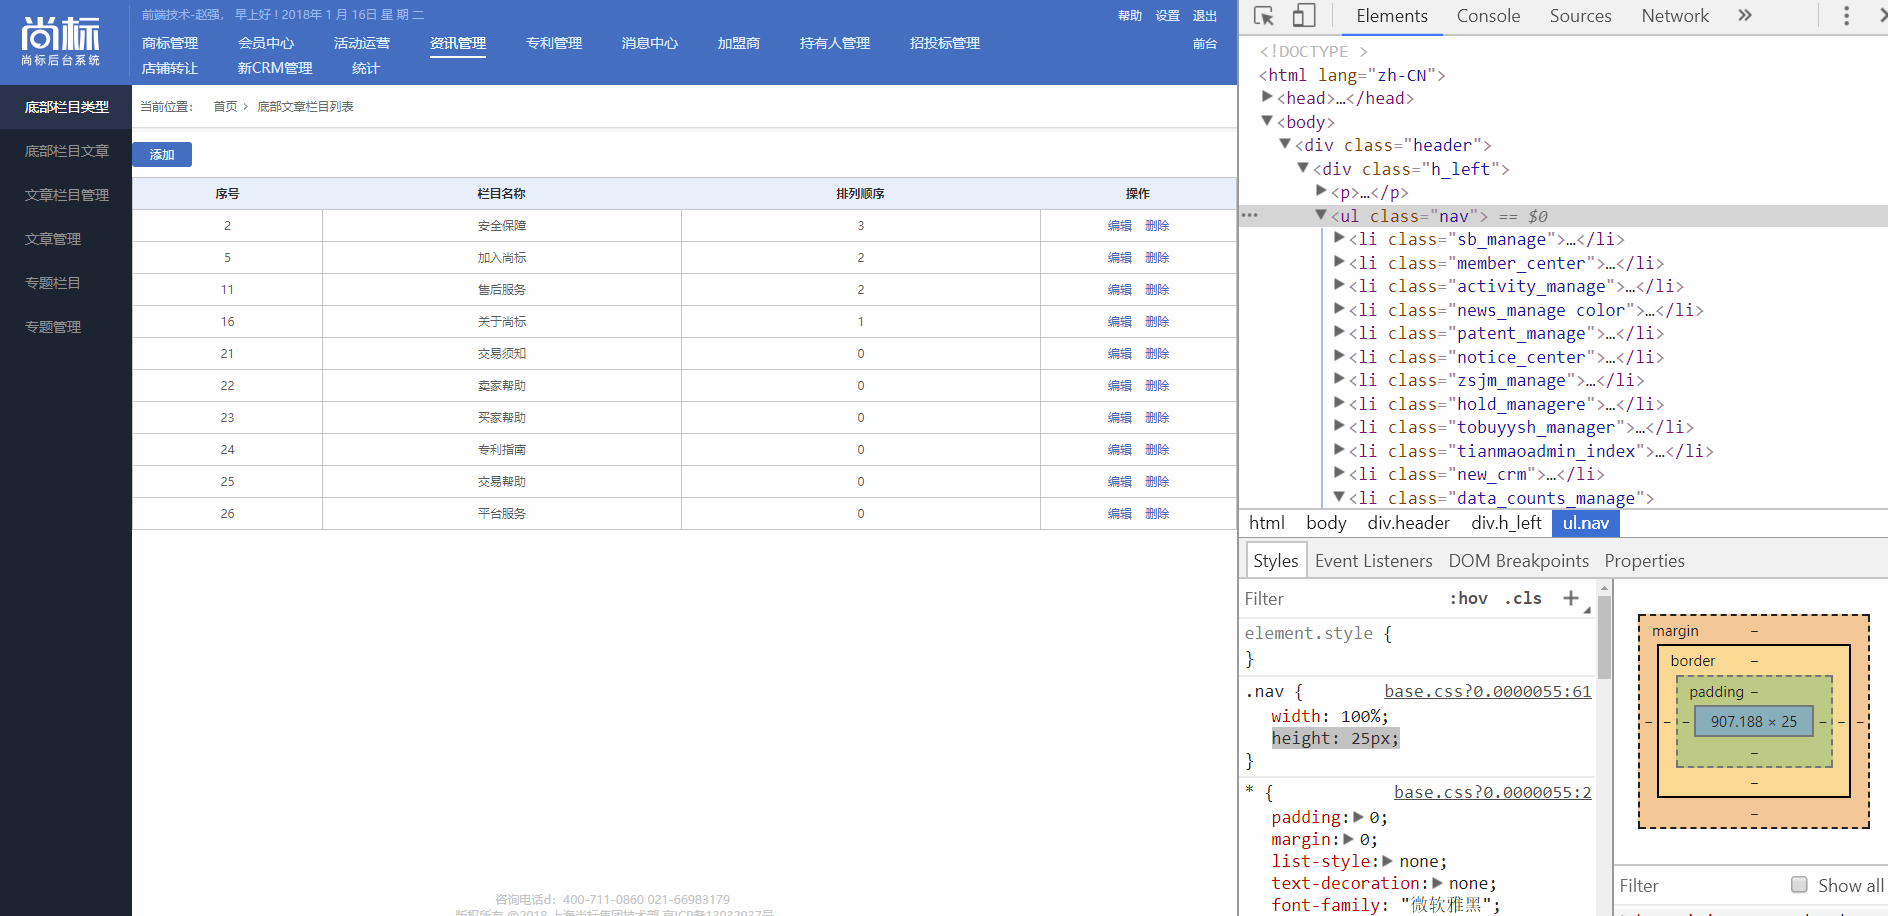 尚标
尚标后台系统
前端技术-赵强， 早上好 ! 2018年 1 月 16日 星 期 二
帮助 设置 退出
商标管理 会员中心 活动运营 资讯管理 专利管理 消息中心 加盟商 持有人管理 招投标管理
前台
店铺转让 新CRM管理 统计
底部栏目类型
底部栏目文章
文章栏目管理
文章管理
专题栏目
专题管理
当前位置： 首页 > 底部文章栏目列表
添加
序号 栏目名称 排列顺序 操作
2 安全保障 3 编辑 删除
5 加入尚标 2 编辑 删除
11 售后服务 2 编辑 删除
16 关于尚标 1 编辑 删除
21 交易须知 0 编辑 删除
22 卖家帮助 0 编辑 删除
23 买家帮助 0 编辑 删除
24 专利指南 0 编辑 删除
25 交易帮助 0 编辑 删除
26 平台服务 0 编辑 删除
咨询电话d：400-711-0860 021-66983179
版权所有 @2018 上海尚标集团技术部
Elements Console Sources Network »
<!DOCTYPE >
<html lang="zh-CN">
▶<head>…</head>
▼<body>
▼<div class="header">
▼<div class="h_left">
▶<p>…</p>
••• ▼<ul class="nav"> == $0
▶<li class="sb_manage">…</li>
▶<li class="member_center">…</li>
▶<li class="activity_manage">…</li>
▶<li class="news_manage color">…</li>
▶<li class="patent_manage">…</li>
▶<li class="notice_center">…</li>
▶<li class="zsjm_manage">…</li>
▶<li class="hold_managere">…</li>
▶<li class="tobuyysh_manager">…</li>
▶<li class="tianmaoadmin_index">…</li>
▶<li class="new_crm">…</li>
▼<li class="data_counts_manage">
html body div.header div.h_left ul.nav
Styles Event Listeners DOM Breakpoints Properties
Filter :hov .cls +
element.style {
}
.nav { base.css?0.0000055:61
width: 100%;
height: 25px;
}
* { base.css?0.0000055:2
padding:▶ 0;
margin:▶ 0;
list-style:▶ none;
text-decoration:▶ none;
font-family: "微软雅黑";
margin –
border –
padding –
– – – 907.188 × 25 – – –
–
–
–
Filter Show all